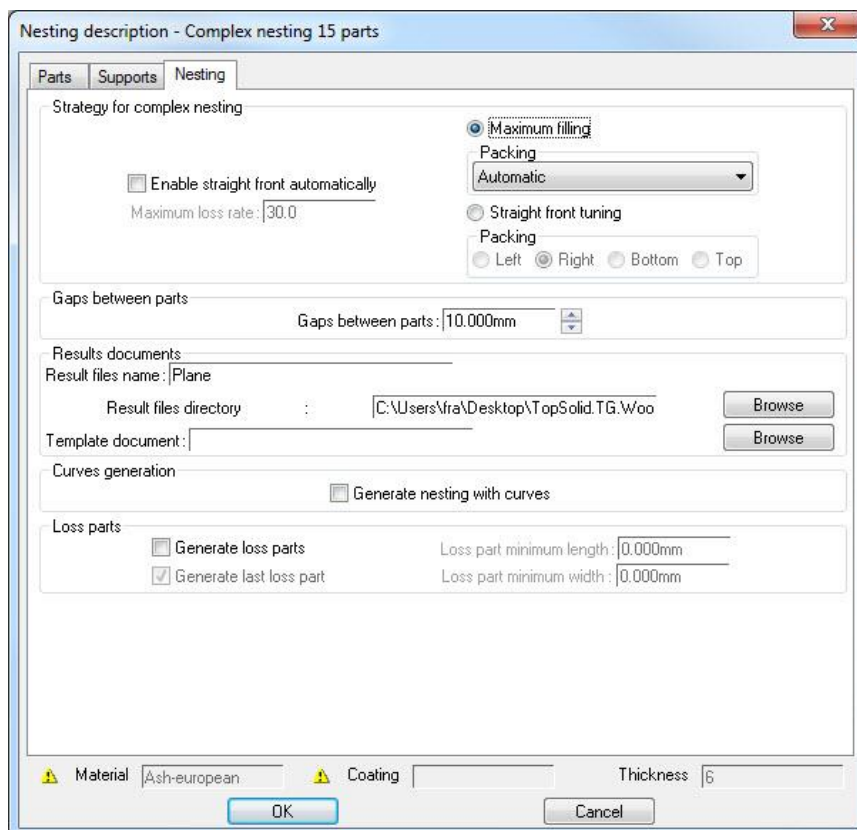 Nesting description - Complex nesting 15 parts
Parts Supports Nesting
Strategy for complex nesting
Maximum filling
Packing
Automatic
Enable straight front automatically
Maximum loss rate : 30.0
Straight front tuning
Packing
Left Right Bottom Top
Gaps between parts
Gaps between parts : 10.000mm
Results documents
Result files name : Plane
Result files directory : C:\Users\fra\Desktop\TopSolid.TG.Woo Browse
Template document : Browse
Curves generation
Generate nesting with curves
Loss parts
Generate loss parts Loss part minimum length : 0.000mm
Generate last loss part Loss part minimum width : 0.000mm
Material Ash-european Coating Thickness 6
OK Cancel